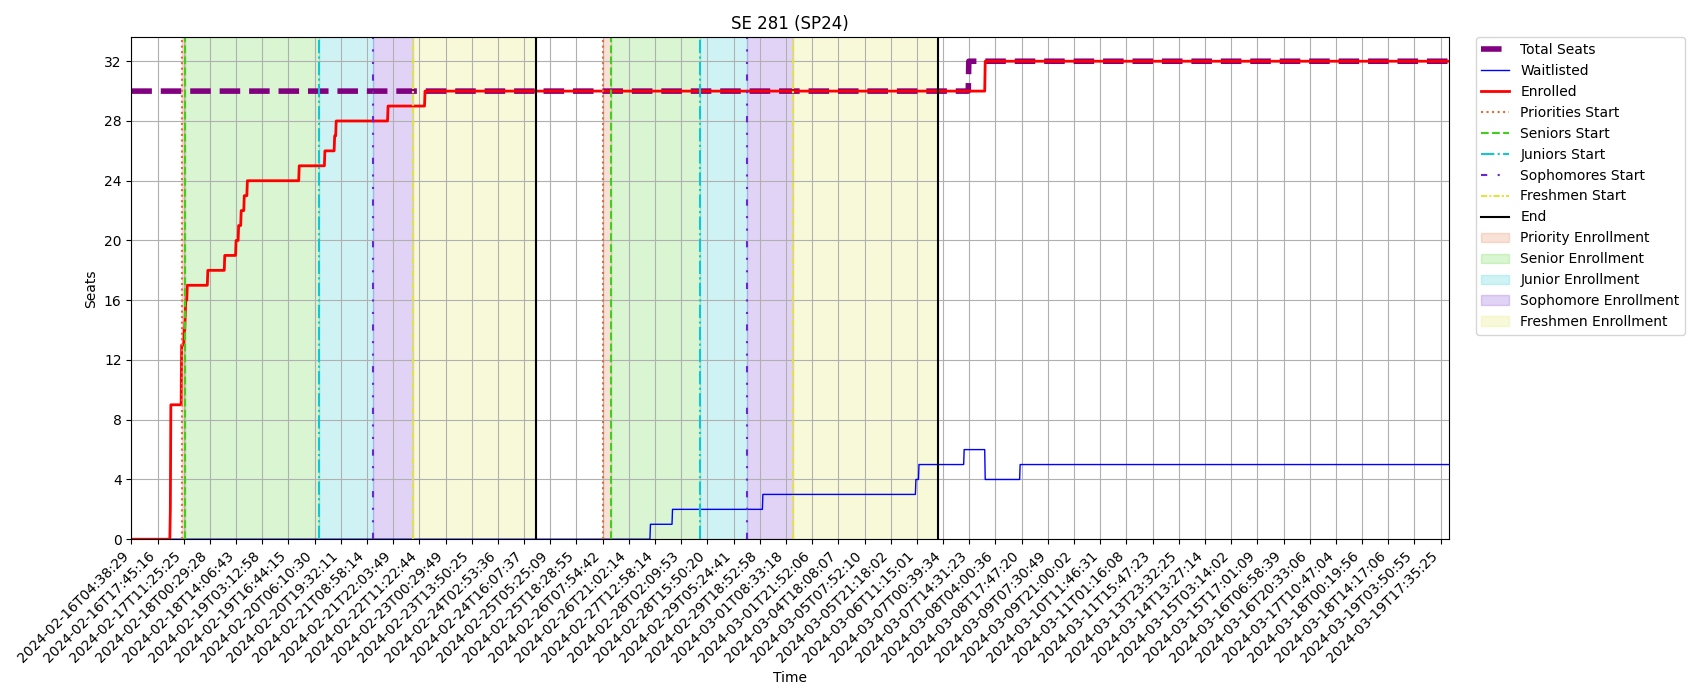 SE 281 (SP24)
Seats
32
28
24
20
16
12
8
4
0
2024-02-16T04:38:29
2024-02-16T17:45:16
2024-02-17T11:25:25
2024-02-18T00:29:28
2024-02-18T14:06:43
2024-02-19T03:12:58
2024-02-19T16:44:15
2024-02-20T06:10:30
2024-02-20T19:32:11
2024-02-21T08:58:14
2024-02-21T22:03:49
2024-02-22T11:22:44
2024-02-23T00:29:49
2024-02-23T13:50:25
2024-02-24T02:53:36
2024-02-24T16:07:37
2024-02-25T05:25:09
2024-02-25T18:28:55
2024-02-26T07:54:42
2024-02-26T21:02:14
2024-02-27T12:58:14
2024-02-28T02:09:53
2024-02-28T15:50:20
2024-02-29T05:24:41
2024-02-29T18:52:58
2024-03-01T08:33:18
2024-03-01T21:52:06
2024-03-04T18:08:07
2024-03-05T07:52:10
2024-03-05T21:18:02
2024-03-06T11:15:01
2024-03-07T00:39:34
2024-03-07T14:31:23
2024-03-08T04:00:36
2024-03-08T17:47:20
2024-03-09T07:30:49
2024-03-09T21:00:02
2024-03-10T11:46:31
2024-03-11T01:16:08
2024-03-11T15:47:23
2024-03-13T23:32:25
2024-03-14T13:27:14
2024-03-15T03:14:02
2024-03-15T17:01:09
2024-03-16T06:58:39
2024-03-16T20:33:06
2024-03-17T10:47:04
2024-03-18T00:19:56
2024-03-18T14:17:06
2024-03-19T03:50:55
2024-03-19T17:35:25
Time
Total Seats
Waitlisted
Enrolled
Priorities Start
Seniors Start
Juniors Start
Sophomores Start
Freshmen Start
End
Priority Enrollment
Senior Enrollment
Junior Enrollment
Sophomore Enrollment
Freshmen Enrollment